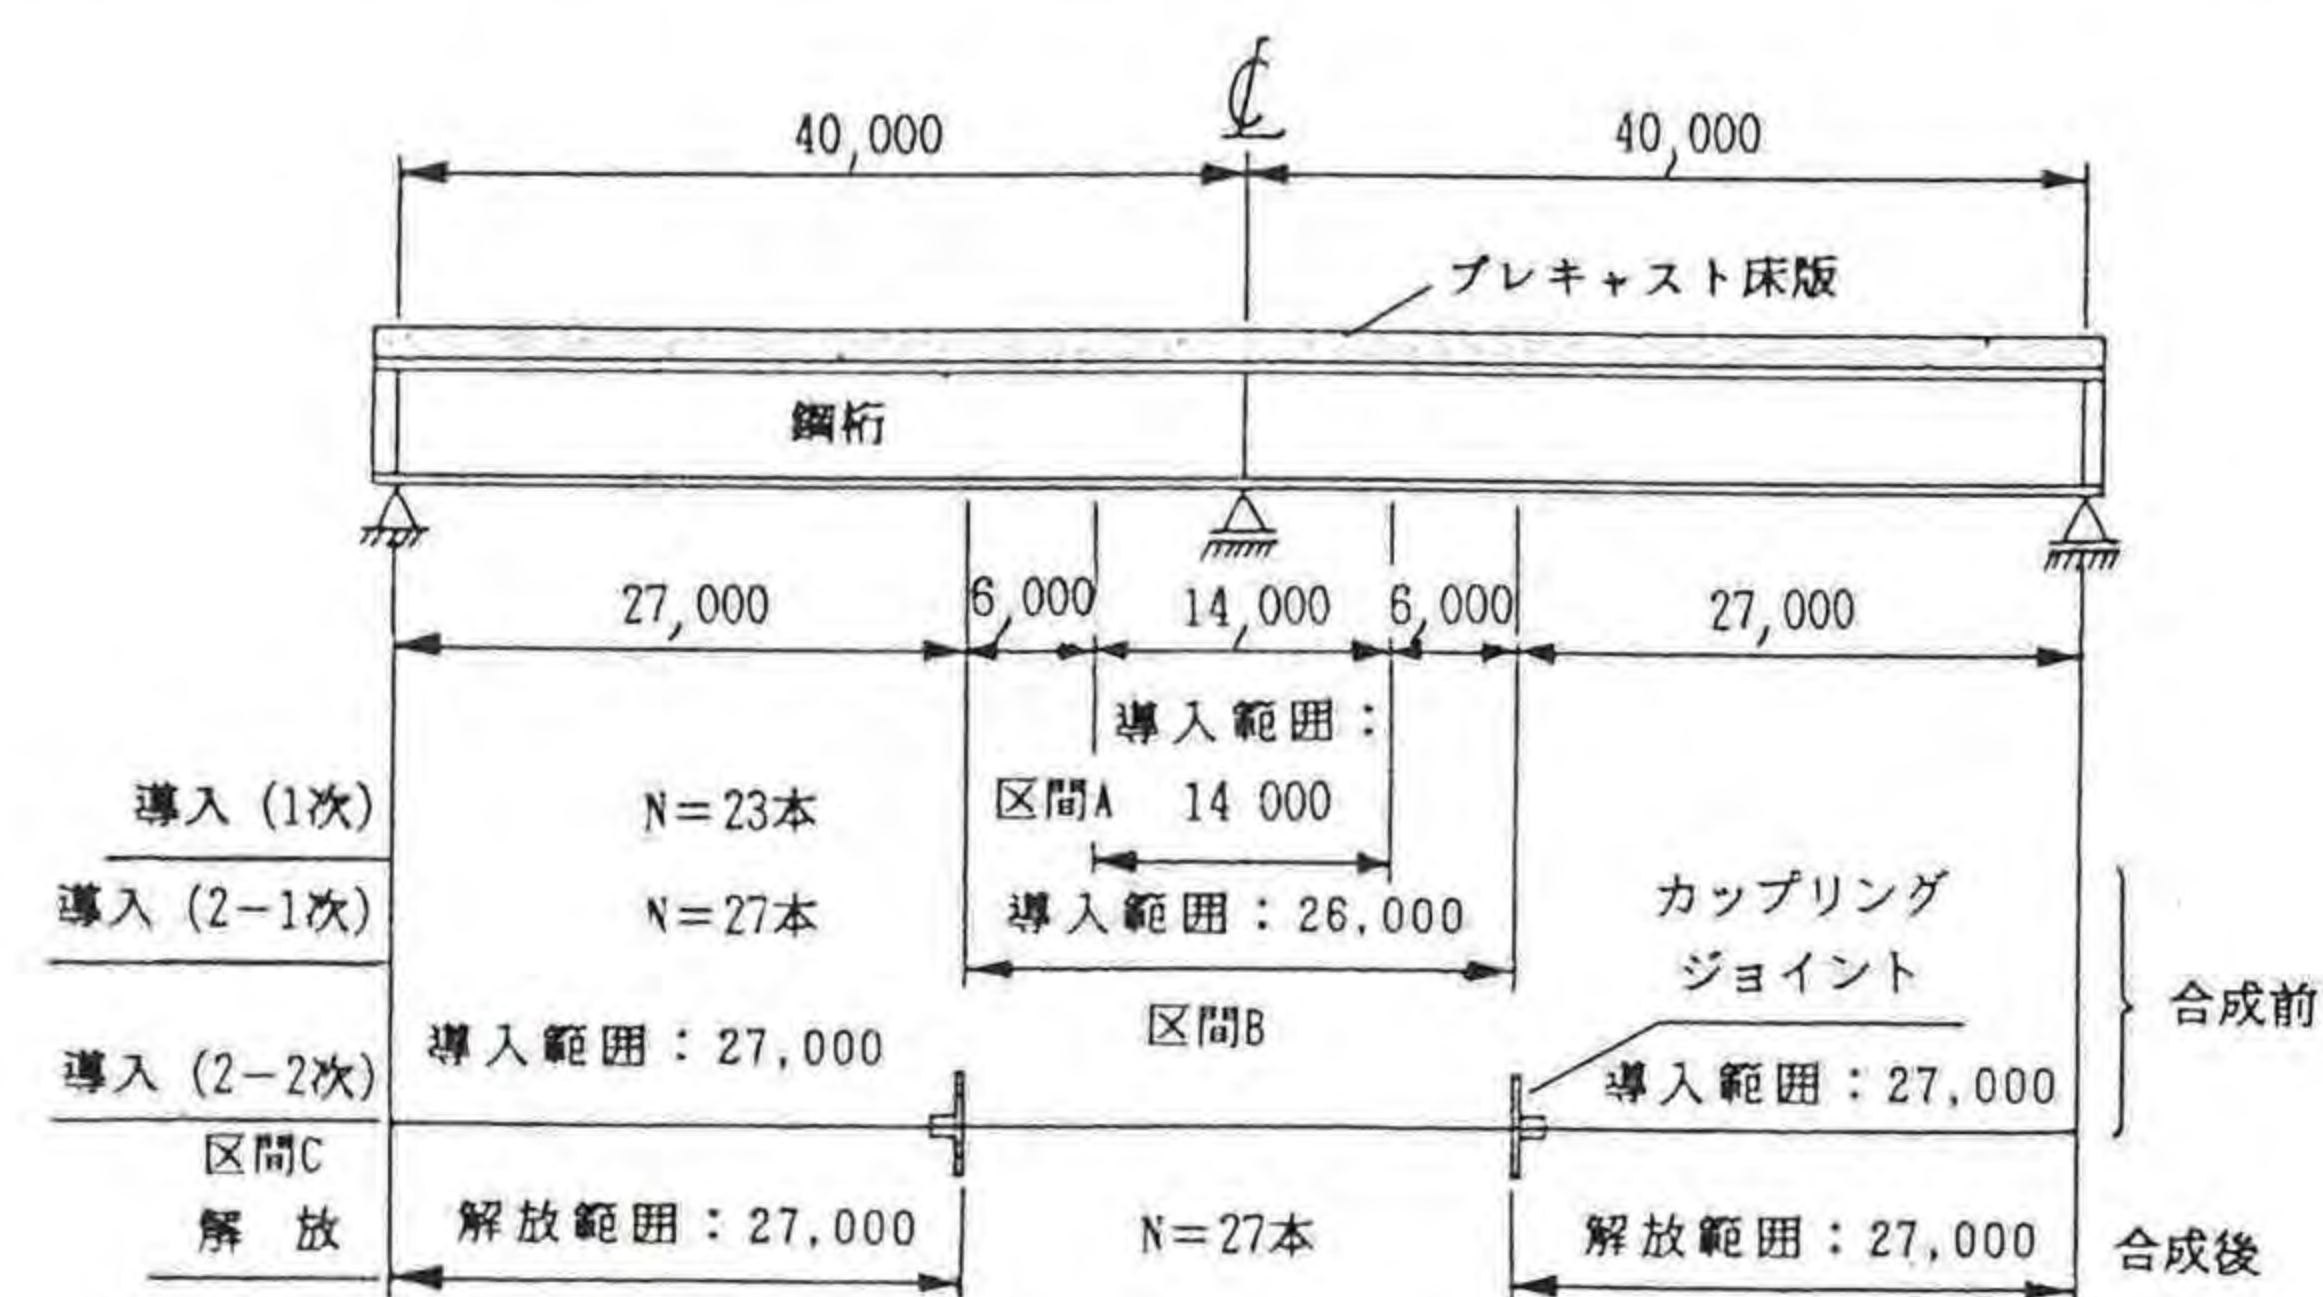 ℄
40,000 40,000
プレキャスト床版
鋼桁
27,000 6,000 14,000 6,000 27,000
導入範囲：
導入 (1次) N=23本 区間A 14 000
導入 (2-1次) N=27本 導入範囲：26,000
カップリング
ジョイント
合成前
区間B
導入 (2-2次) 導入範囲：27,000 導入範囲：27,000
区間C
解 放 解放範囲：27,000 N=27本 解放範囲：27,000 合成後